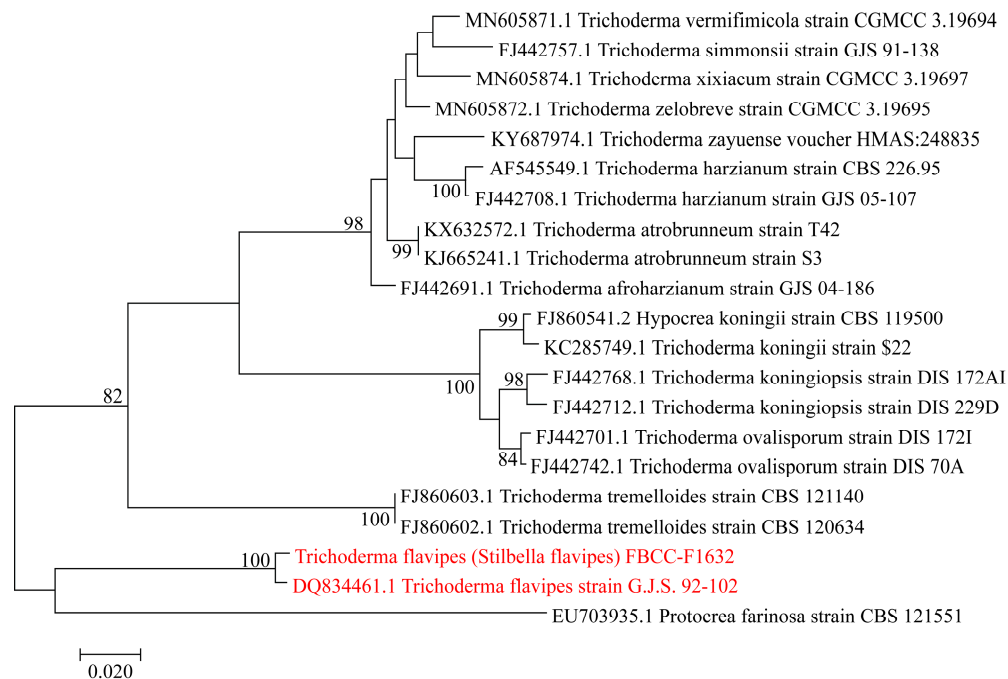 MN605871.1 Trichoderma vermifimicola strain CGMCC 3.19694
FJ442757.1 Trichoderma simmonsii strain GJS 91-138
MN605874.1 Trichoderma xixiacum strain CGMCC 3.19697
MN605872.1 Trichoderma zelobreve strain CGMCC 3.19695
KY687974.1 Trichoderma zayuense voucher HMAS:248835
AF545549.1 Trichoderma harzianum strain CBS 226.95
100
FJ442708.1 Trichoderma harzianum strain GJS 05-107
98
KX632572.1 Trichoderma atrobrunneum strain T42
99
KJ665241.1 Trichoderma atrobrunneum strain S3
FJ442691.1 Trichoderma afroharzianum strain GJS 04-186
99
FJ860541.2 Hypocrea koningii strain CBS 119500
KC285749.1 Trichoderma koningii strain $22
100
98
FJ442768.1 Trichoderma koningiopsis strain DIS 172AI
82
FJ442712.1 Trichoderma koningiopsis strain DIS 229D
FJ442701.1 Trichoderma ovalisporum strain DIS 172I
84
FJ442742.1 Trichoderma ovalisporum strain DIS 70A
FJ860603.1 Trichoderma tremelloides strain CBS 121140
100
FJ860602.1 Trichoderma tremelloides strain CBS 120634
100
Trichoderma flavipes (Stilbella flavipes) FBCC-F1632
DQ834461.1 Trichoderma flavipes strain G.J.S. 92-102
EU703935.1 Protocrea farinosa strain CBS 121551
0.020